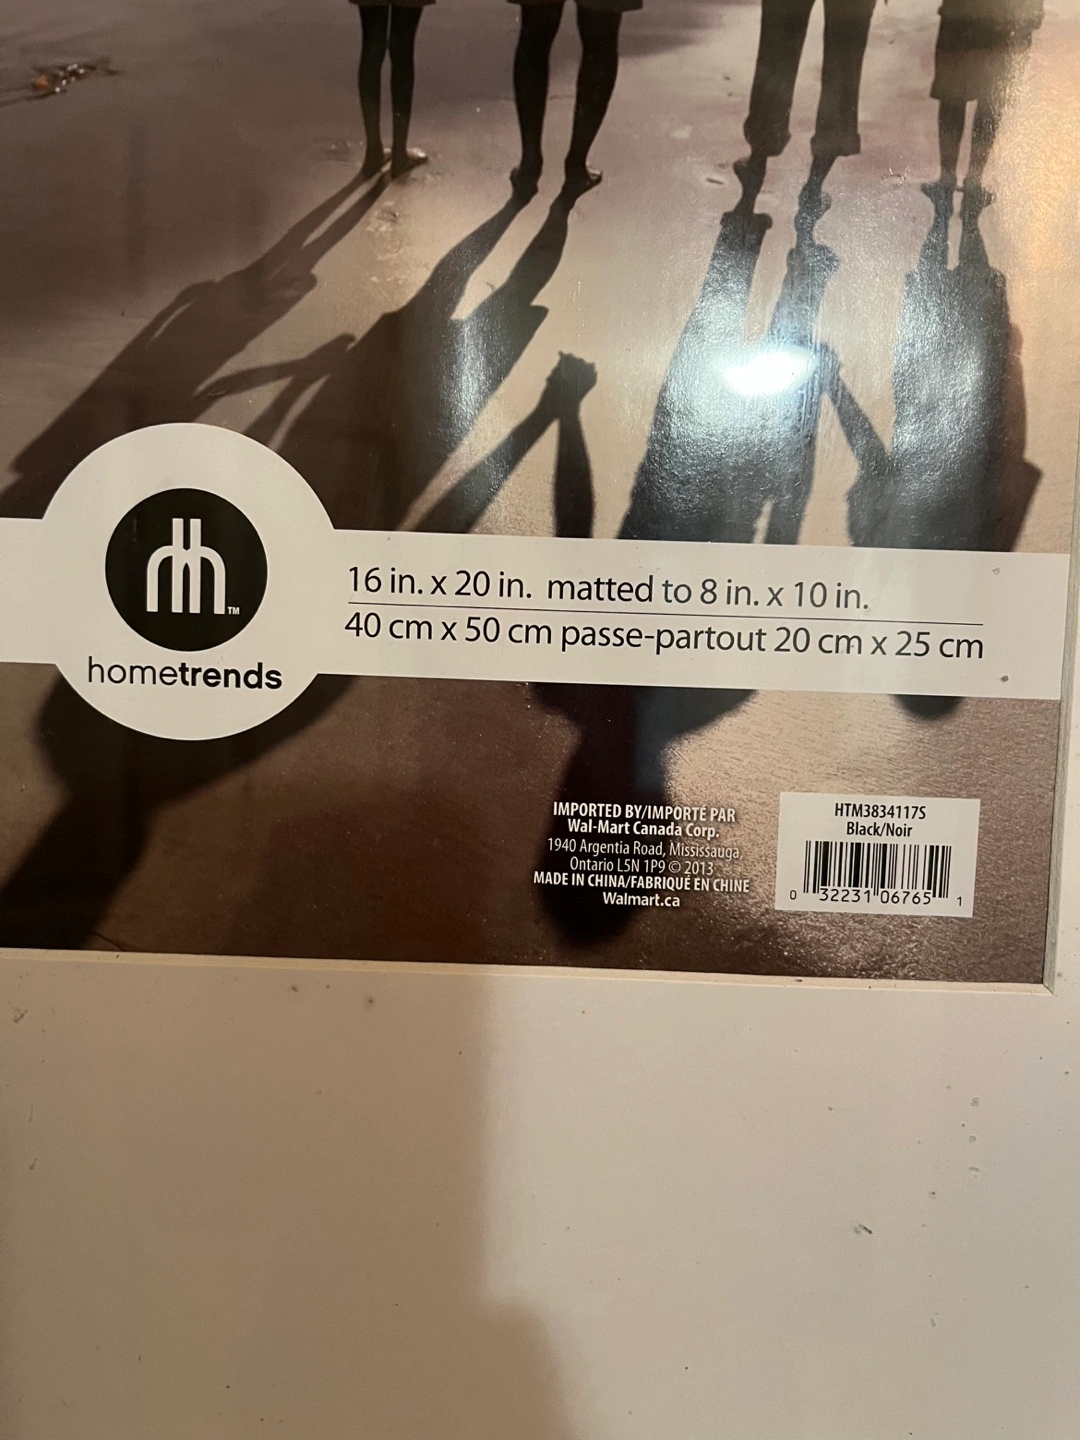 16 in. x 20 in. matted to 8 in. x 10 in.
40 cm x 50 cm passe-partout 20 cm x 25 cm
TM
hometrends
IMPORTED BY/IMPORTÉ PAR
Wal-Mart Canada Corp.
1940 Argentia Road, Mississauga,
Ontario L5N 1P9 © 2013
MADE IN CHINA/FABRIQUÉ EN CHINE
Walmart.ca
HTM3834117S
Black/Noir
0 32231 06765 1